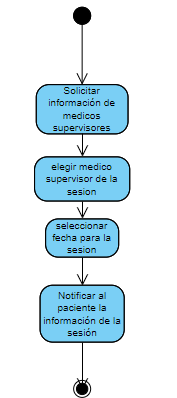 Solicitar
información de
medicos
supervisores
elegir medico
supervisor de la
sesion
seleccionar
fecha para la
sesion
Notificar al
paciente la
información de la
sesión